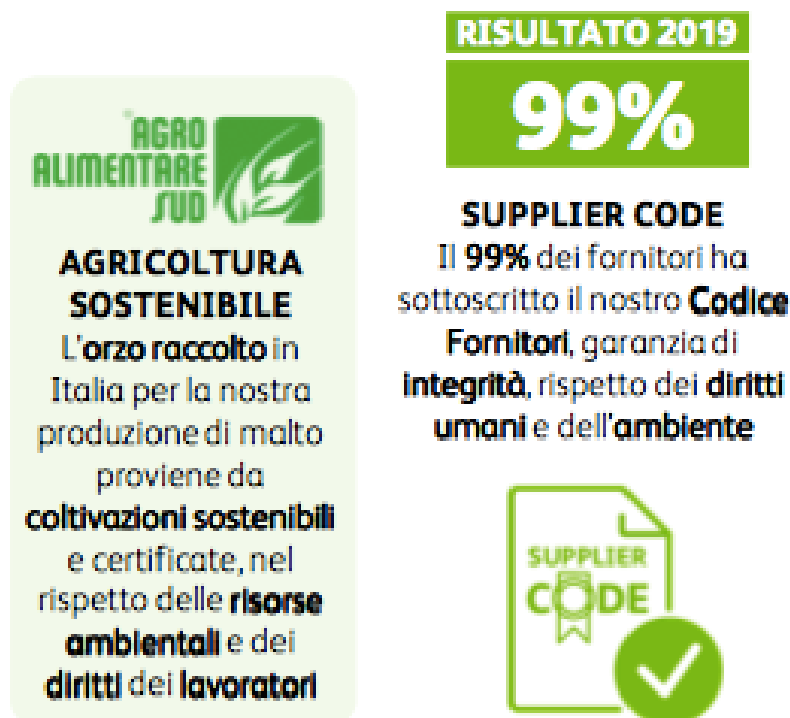 AGRO
ALIMENTARE
SUD
AGRICOLTURA
SOSTENIBILE
L'orzo raccolto in
Italia per la nostra
produzione di malto
proviene da
coltivazioni sostenibili
e certificate, nel
rispetto delle risorse
ambientali e dei
diritti dei lavoratori
RISULTATO 2019
99%
SUPPLIER CODE
Il 99% dei fornitori ha
sottoscritto il nostro Codice
Fornitori, garanzia di
integrità, rispetto dei diritti
umani e dell'ambiente
SUPPLIER
CODE